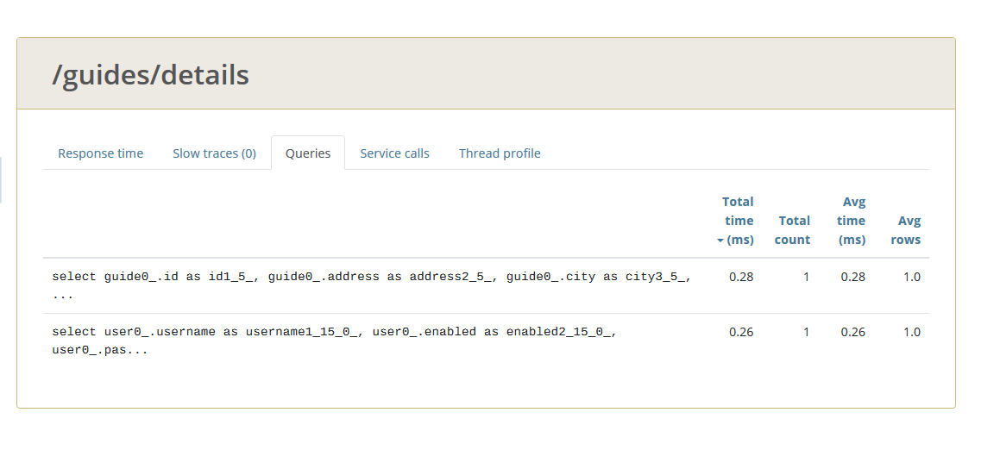 /guides/details
Response time Slow traces (0) Queries Service calls Thread profile
Total time (ms) Total count Avg time (ms) Avg rows
select guide0_.id as id1_5_, guide0_.address as address2_5_, guide0_.city as city3_5_, 0.28 1 0.28 1.0
...
select user0_.username as username1_15_0_, user0_.enabled as enabled2_15_0_, 0.26 1 0.26 1.0
user0_.pas...